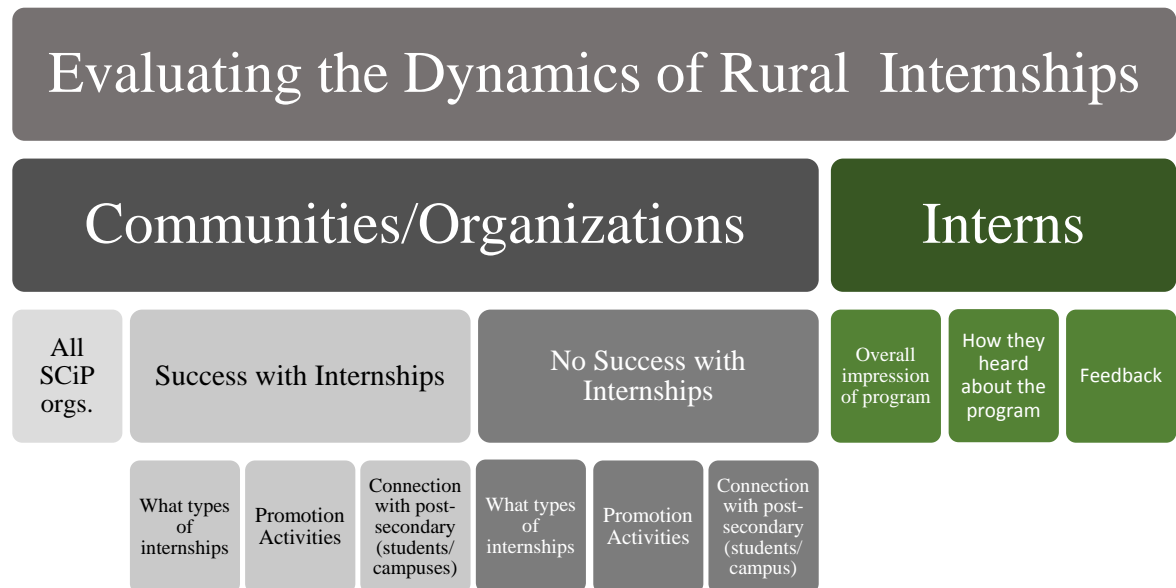 Evaluating the Dynamics of Rural  Internships
Communities/Organizations
Interns
All
SCiP
orgs.
Success with Internships
No Success with
Internships
Overall
impression
of program
How they
heard
about the
program
Feedback
What types
of
internships
Promotion
Activities
Connection
with post-
secondary
(students/
campuses)
What types
of
internships
Promotion
Activities
Connection
with post-
secondary
(students/
campus)